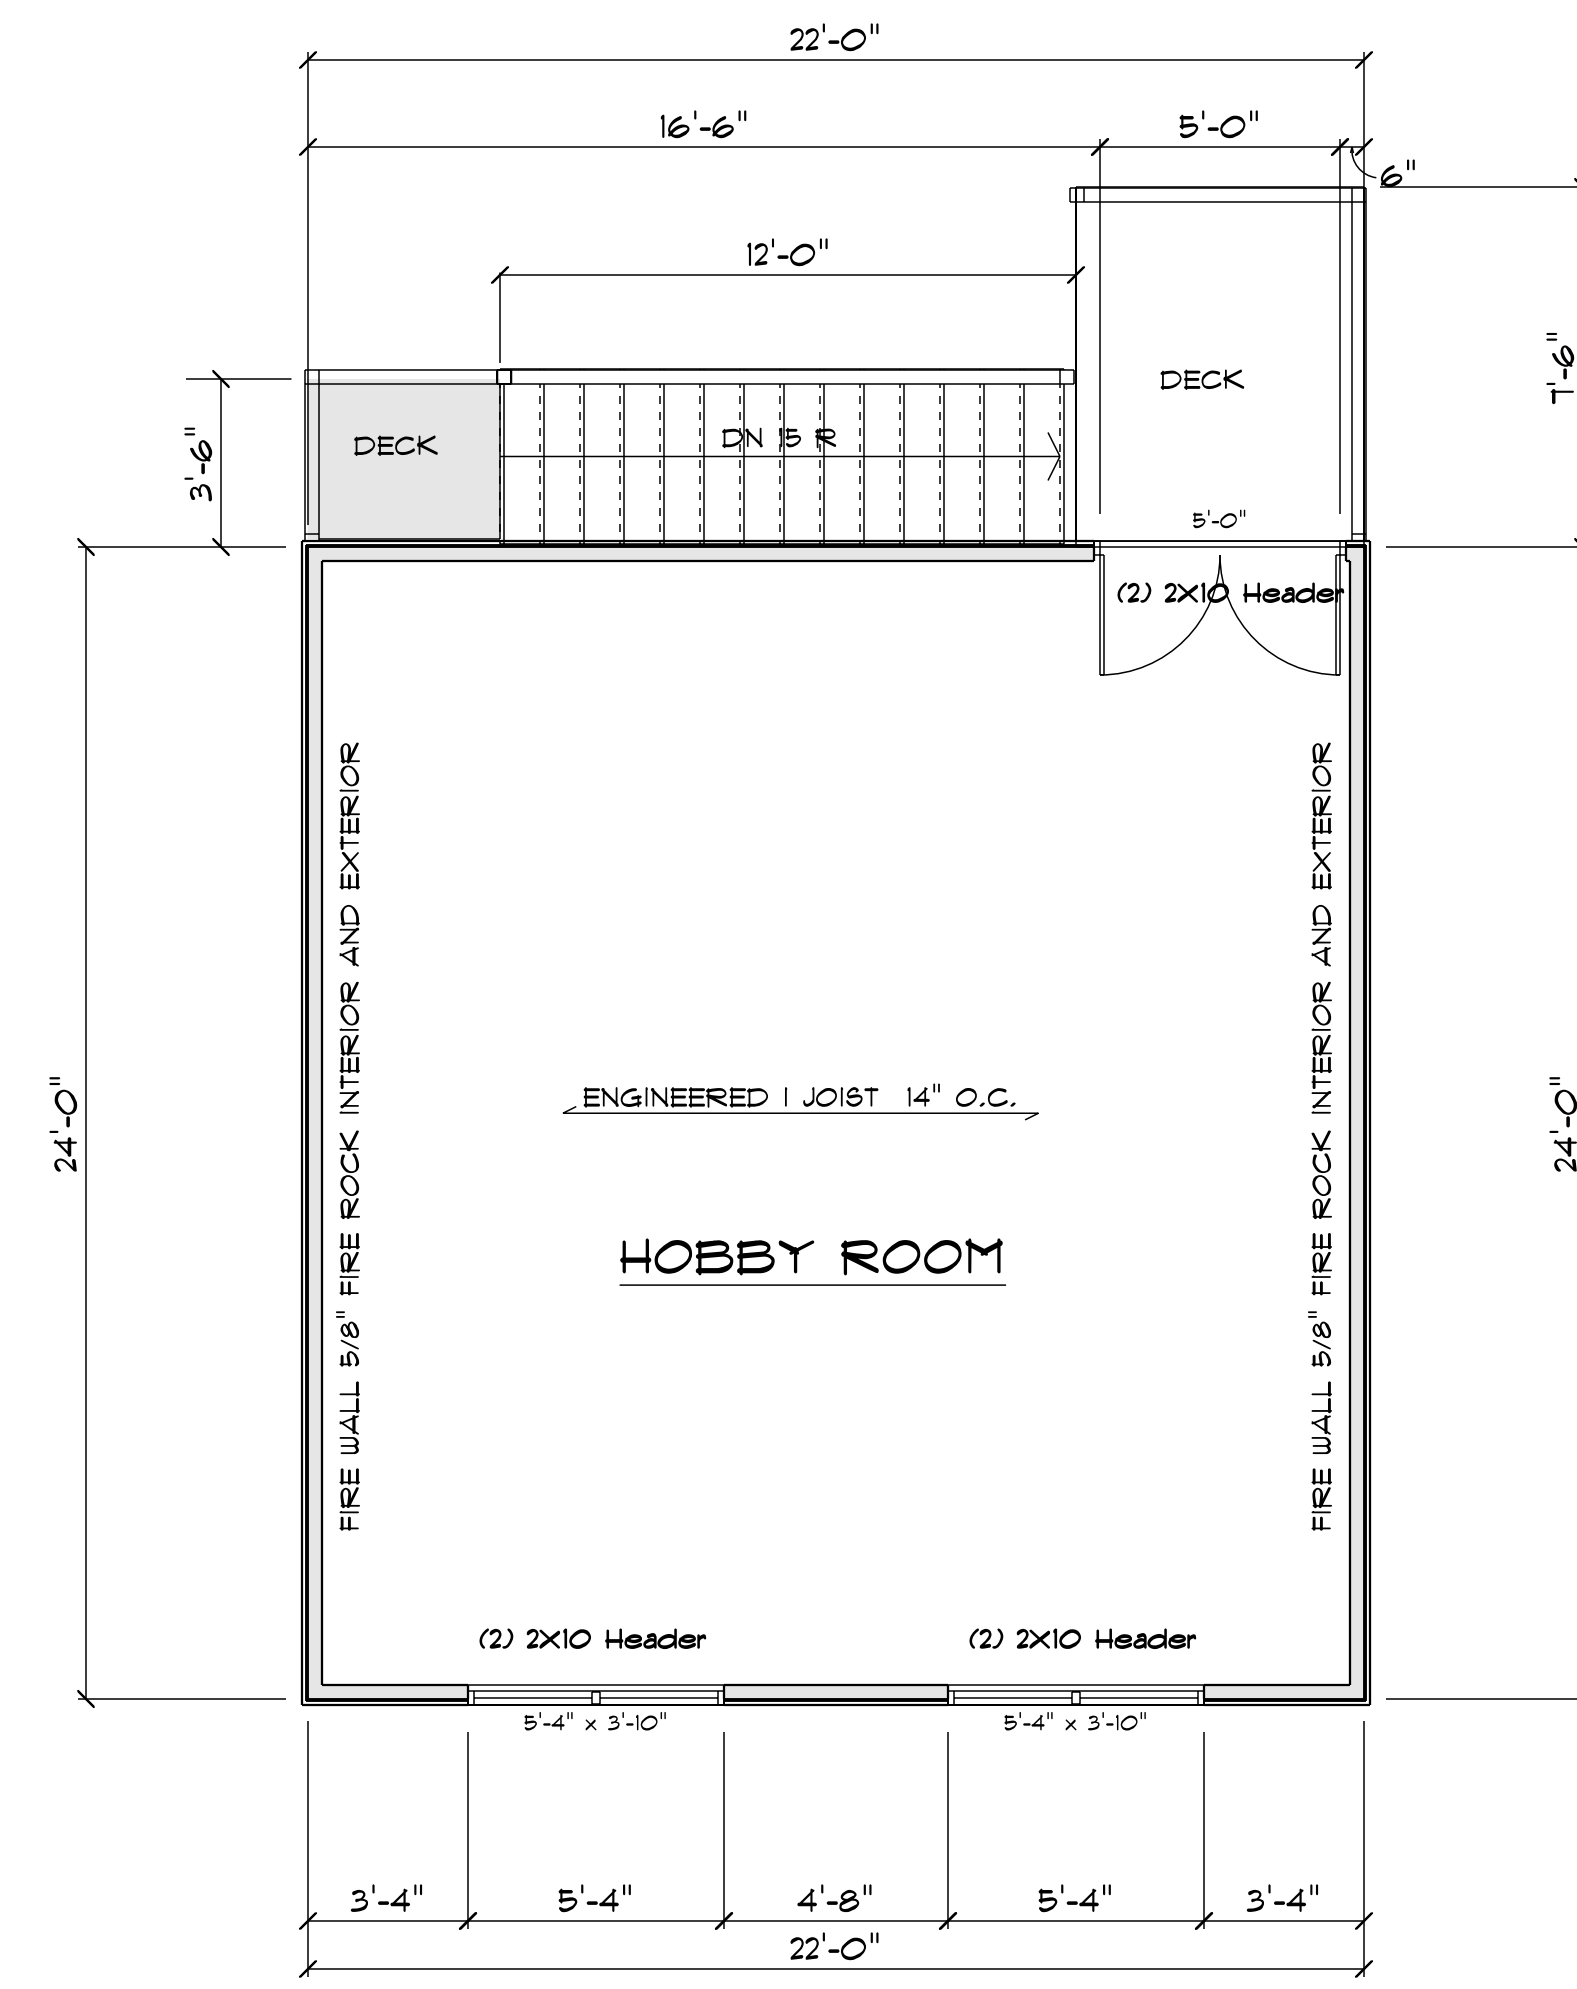 22'-0"
16'-6"
5'-0"
6"
12'-0"
7'-6"
DECK
3'-6"
DECK
DN 15 R
5'-0"
(2) 2X10 Header
FIRE WALL 5/8" FIRE ROCK INTERIOR AND EXTERIOR
FIRE WALL 5/8" FIRE ROCK INTERIOR AND EXTERIOR
24'-0"
ENGINEERED I JOIST 14" O.C.
24'-0"
HOBBY ROOM
(2) 2X10 Header
(2) 2X10 Header
5'-4" x 3'-10"
5'-4" x 3'-10"
3'-4"
5'-4"
4'-8"
5'-4"
3'-4"
22'-0"